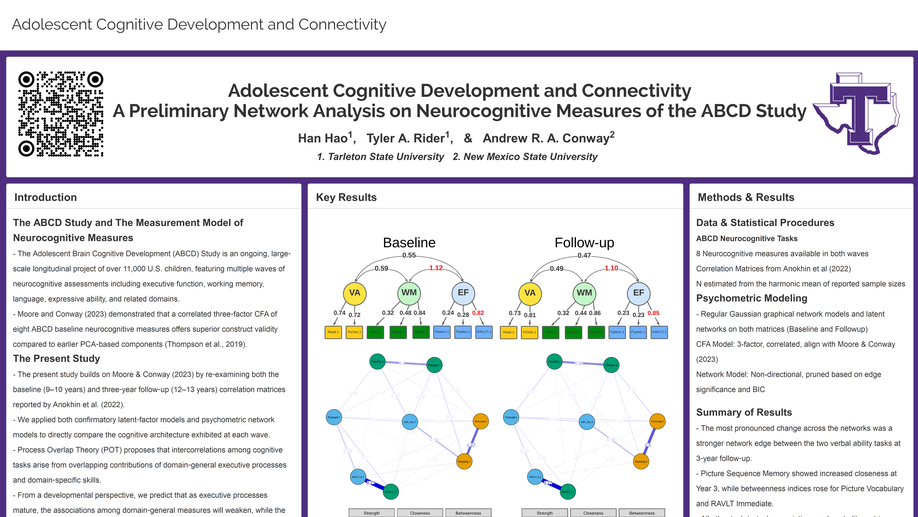 Adolescent Cognitive Development and Connectivity
Adolescent Cognitive Development and Connectivity
A Preliminary Network Analysis on Neurocognitive Measures of the ABCD Study
Han Hao1, Tyler A. Rider1, & Andrew R. A. Conway2
1. Tarleton State University 2. New Mexico State University
T
Introduction
The ABCD Study and The Measurement Model of
Neurocognitive Measures
- The Adolescent Brain Cognitive Development (ABCD) Study is an ongoing, large-
scale longitudinal project of over 11,000 U.S. children, featuring multiple waves of
neurocognitive assessments including executive function, working memory,
language, expressive ability, and related domains.
- Moore and Conway (2023) demonstrated that a correlated three-factor CFA of
eight ABCD baseline neurocognitive measures offers superior construct validity
compared to earlier PCA-based components (Thompson et al., 2019).
The Present Study
- The present study builds on Moore & Conway (2023) by re-examining both the
baseline (9–10 years) and three-year follow-up (12–13 years) correlation matrices
reported by Anokhin et al. (2022).
- We applied both confirmatory latent-factor models and psychometric network
models to directly compare the cognitive architecture exhibited at each wave.
- Process Overlap Theory (POT) proposes that intercorrelations among cognitive
tasks arise from overlapping contributions of domain-general executive processes
and domain-specific skills.
- From a developmental perspective, we predict that as executive processes
mature, the associations among domain-general measures will weaken, while the
Key Results
Baseline
0.55
0.59 1.12
VA WM EF
0.74 0.72 0.32 0.48 0.84 0.24 0.28 0.82
Follow-up
0.47
0.49 1.10
VA WM EF
0.73 0.81 0.32 0.44 0.86 0.23 0.23 0.85
Strength Closeness Betweenness
Strength Closeness Betweenness
Methods & Results
Data & Statistical Procedures
ABCD Neurocognitive Tasks
8 Neurocognitive measures available in both waves
Correlation Matrices from Anokhin et al (2022)
N estimated from the harmonic mean of reported sample sizes
Psychometric Modeling
- Regular Gaussian graphical network models and latent
networks on both matrices (Baseline and Followup)
CFA Model: 3-factor, correlated, align with Moore & Conway
(2023)
Network Model: Non-directional, pruned based on edge
significance and BIC
Summary of Results
- The most pronounced change across the networks was a
stronger network edge between the two verbal ability tasks at
3-year follow-up.
- Picture Sequence Memory showed increased closeness at
Year 3, while betweenness indices rose for Picture Vocabulary
and RAVLT Immediate.